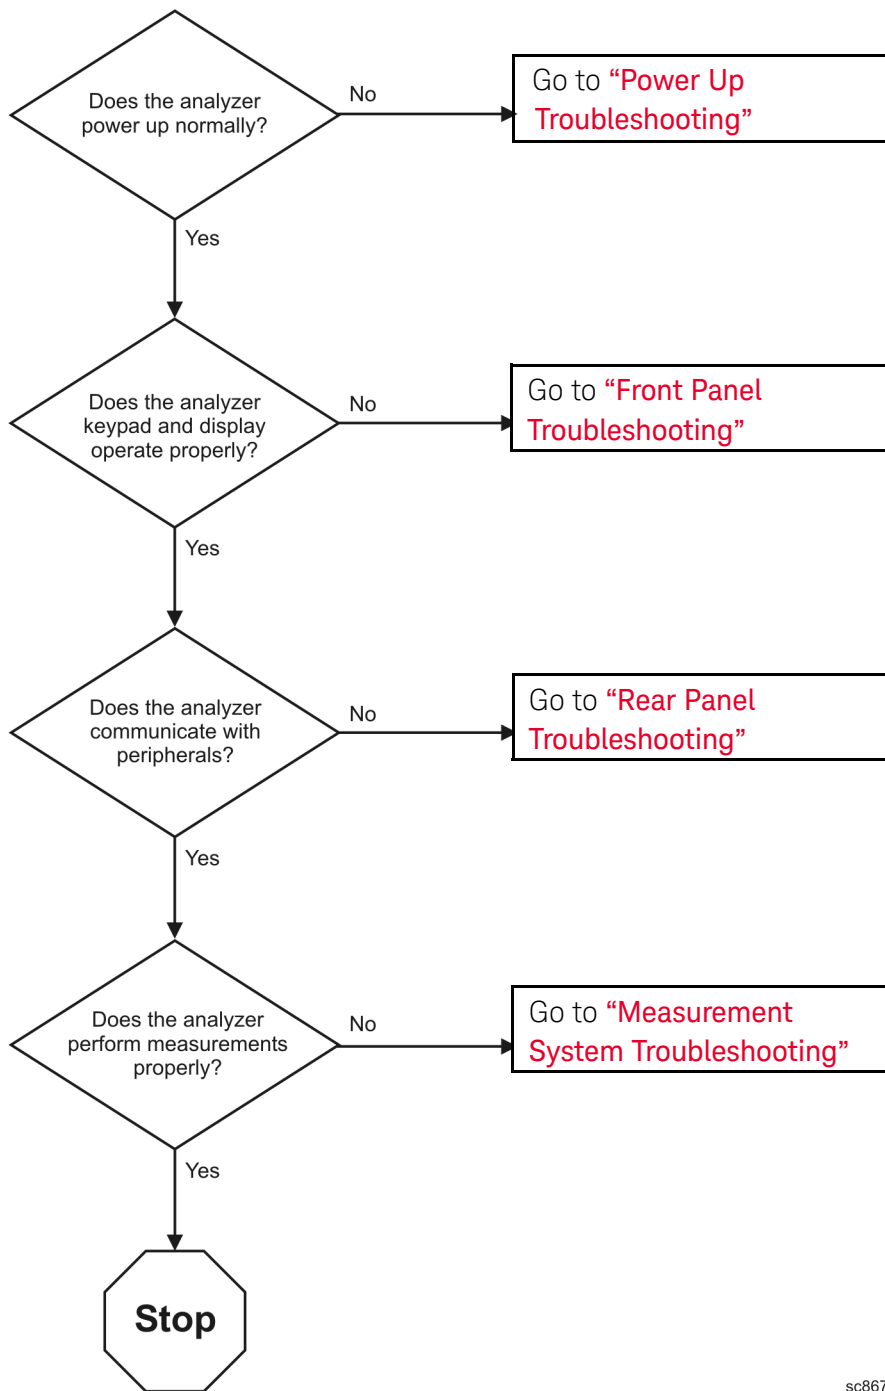 Does the analyzer
power up normally?
No
Go to “Power Up
Troubleshooting”
Yes
Does the analyzer
keypad and display
operate properly?
No
Go to “Front Panel
Troubleshooting”
Yes
Does the analyzer
communicate with
peripherals?
No
Go to “Rear Panel
Troubleshooting”
Yes
Does the analyzer
perform measurements
properly?
No
Go to “Measurement
System Troubleshooting”
Yes
Stop
sc867